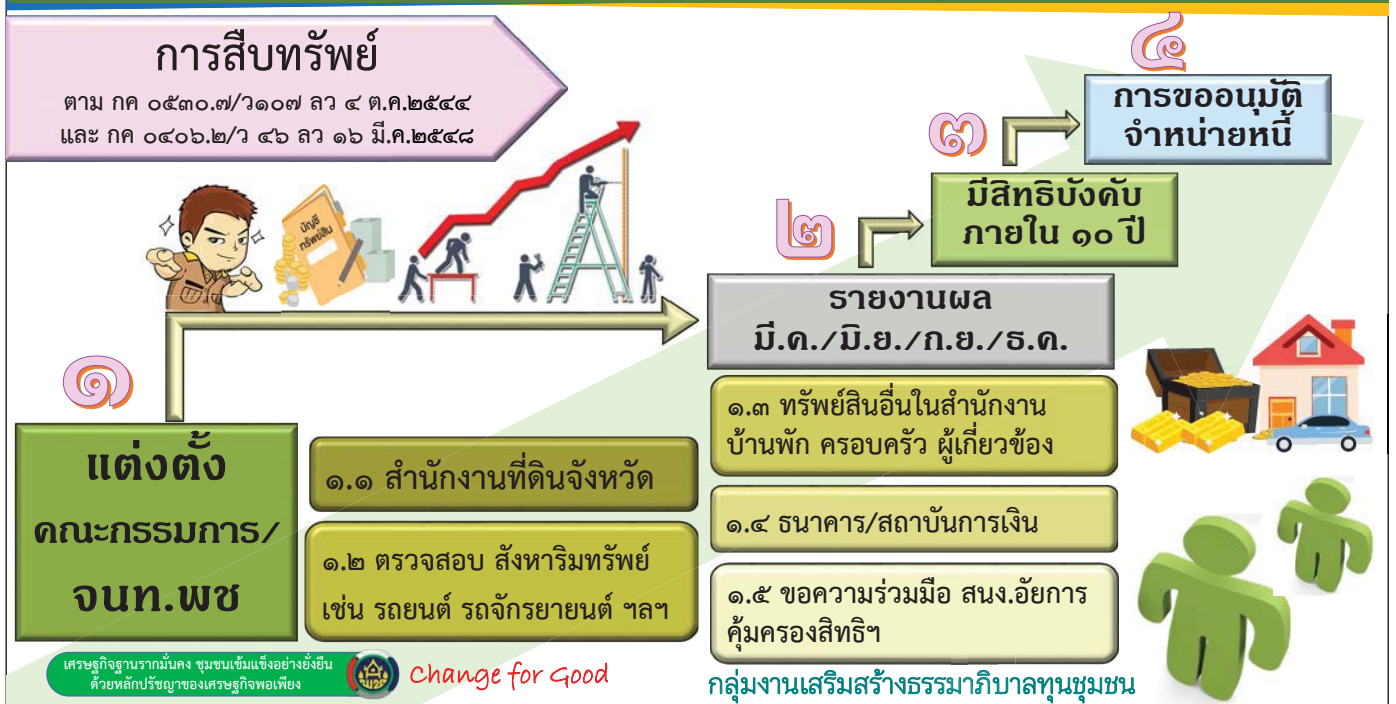 การสืบทรัพย์
ตาม กค ๐๕๓๐.๗/ว๑๐๗ ลว ๔ ต.ค.๒๕๔๔
และ กค ๐๔๐๖.๒/ว ๔๖ ลว ๑๖ มี.ค.๒๕๔๘
บัญชี
ทรัพย์สิน
๑
แต่งตั้ง
คณะกรรมการ/
จนท.พช
๑.๑ สำนักงานที่ดินจังหวัด
๑.๒ ตรวจสอบ สังหาริมทรัพย์
เช่น รถยนต์ รถจักรยายนต์ ฯลฯ
๒
รายงานผล
มี.ค./มิ.ย./ก.ย./ธ.ค.
๑.๓ ทรัพย์สินอื่นในสำนักงาน
บ้านพัก ครอบครัว ผู้เกี่ยวข้อง
๑.๔ ธนาคาร/สถาบันการเงิน
๑.๕ ขอความร่วมมือ สนง.อัยการ
คุ้มครองสิทธิฯ
๓
มีสิทธิบังคับ
ภายใน ๑๐ ปี
๔
การขออนุมัติ
จำหน่ายหนี้
เศรษฐกิจฐานรากมั่นคง ชุมชนเข้มแข็งอย่างยั่งยืน
ด้วยหลักปรัชญาของเศรษฐกิจพอเพียง
Change for Good
กลุ่มงานเสริมสร้างธรรมาภิบาลทุนชุมชน